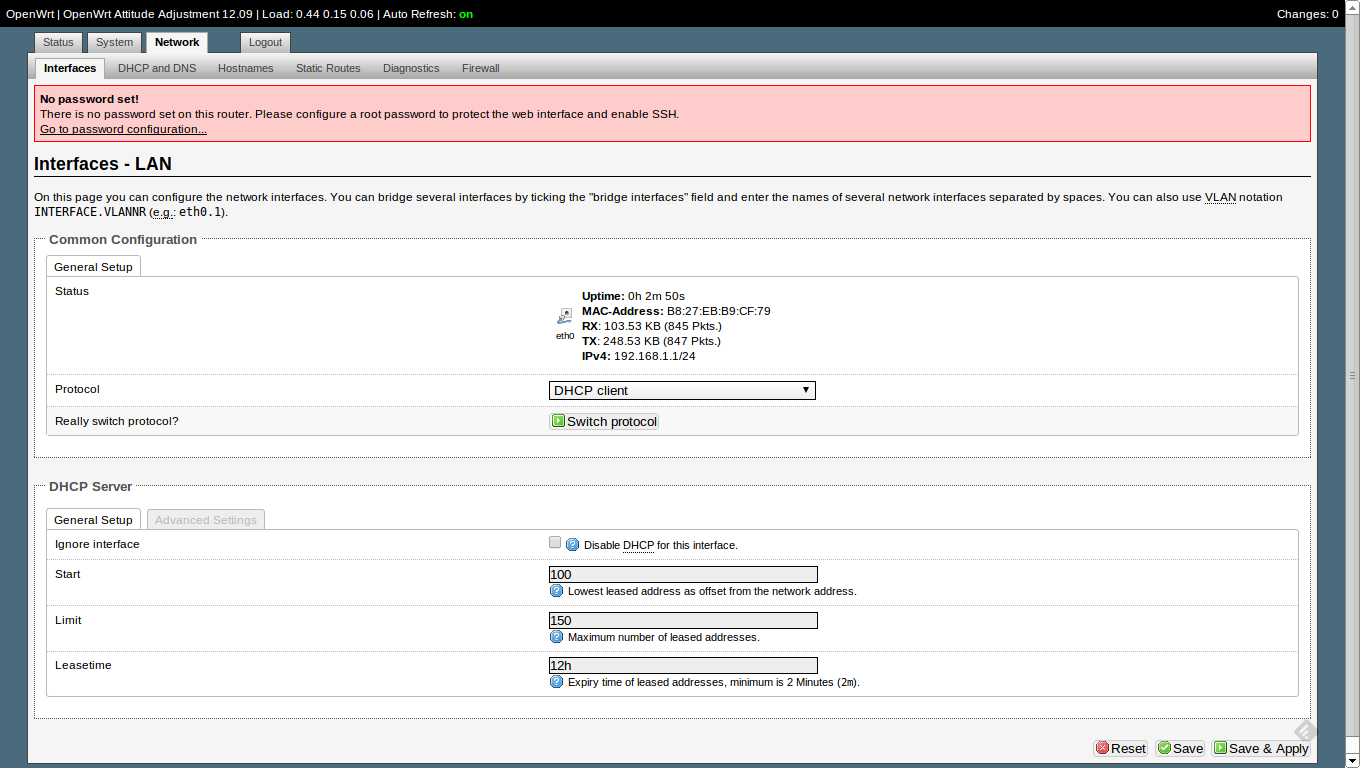 OpenWrt | OpenWrt Attitude Adjustment 12.09 | Load: 0.44 0.15 0.06 | Auto Refresh: on
Changes: 0
Status System Network Logout
Interfaces DHCP and DNS Hostnames Static Routes Diagnostics Firewall
No password set!
There is no password set on this router. Please configure a root password to protect the web interface and enable SSH.
Go to password configuration...
Interfaces - LAN
On this page you can configure the network interfaces. You can bridge several interfaces by ticking the "bridge interfaces" field and enter the names of several network interfaces separated by spaces. You can also use VLAN notation
INTERFACE.VLANNR (e.g.: eth0.1).
Common Configuration
General Setup
Status
eth0
Uptime: 0h 2m 50s
MAC-Address: B8:27:EB:B9:CF:79
RX: 103.53 KB (845 Pkts.)
TX: 248.53 KB (847 Pkts.)
IPv4: 192.168.1.1/24
Protocol DHCP client
Really switch protocol? Switch protocol
DHCP Server
General Setup Advanced Settings
Ignore interface Disable DHCP for this interface.
Start 100
Lowest leased address as offset from the network address.
Limit 150
Maximum number of leased addresses.
Leasetime 12h
Expiry time of leased addresses, minimum is 2 Minutes (2m).
Reset Save Save & Apply